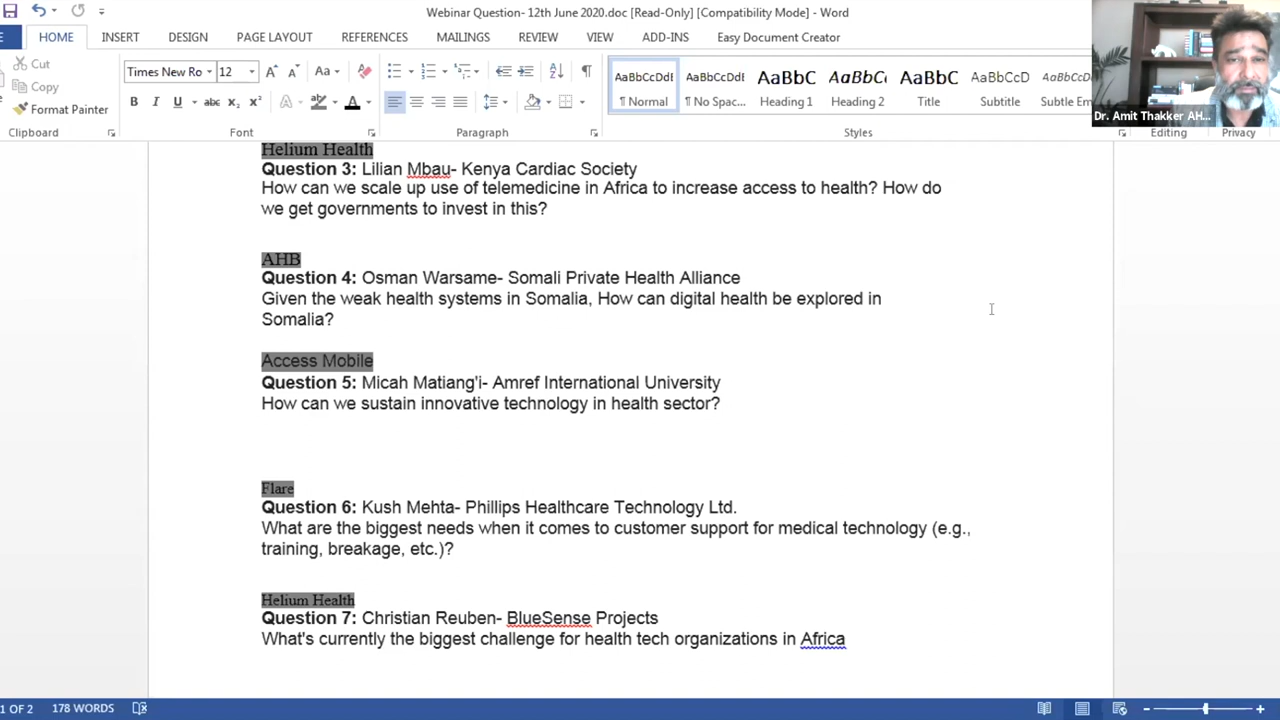 Webinar Question- 12th June 2020.doc [Read-Only] [Compatibility Mode] - Word
HOME INSERT DESIGN PAGE LAYOUT REFERENCES MAILINGS REVIEW VIEW ADD-INS Easy Document Creator
Cut
Copy
Format Painter
Clipboard
Times New Ro 12
Aa
B I U abc x₂ x²
A
Font
Paragraph
AaBbCcDdE AaBbCcDdE AaBbC AaBbCc AaBbC AaBbCcD AaBbCcDd
¶ Normal ¶ No Spac... Heading 1 Heading 2 Title Subtitle Subtle Em
Styles
Editing
Privacy
Dr. Amit Thakker AH...
Helium Health
Question 3: Lilian Mbau- Kenya Cardiac Society
How can we scale up use of telemedicine in Africa to increase access to health? How do
we get governments to invest in this?
AHB
Question 4: Osman Warsame- Somali Private Health Alliance
Given the weak health systems in Somalia, How can digital health be explored in
Somalia?
Access Mobile
Question 5: Micah Matiang'i- Amref International University
How can we sustain innovative technology in health sector?
Flare
Question 6: Kush Mehta- Phillips Healthcare Technology Ltd.
What are the biggest needs when it comes to customer support for medical technology (e.g.,
training, breakage, etc.)?
Helium Health
Question 7: Christian Reuben- BlueSense Projects
What's currently the biggest challenge for health tech organizations in Africa
1 OF 2 178 WORDS